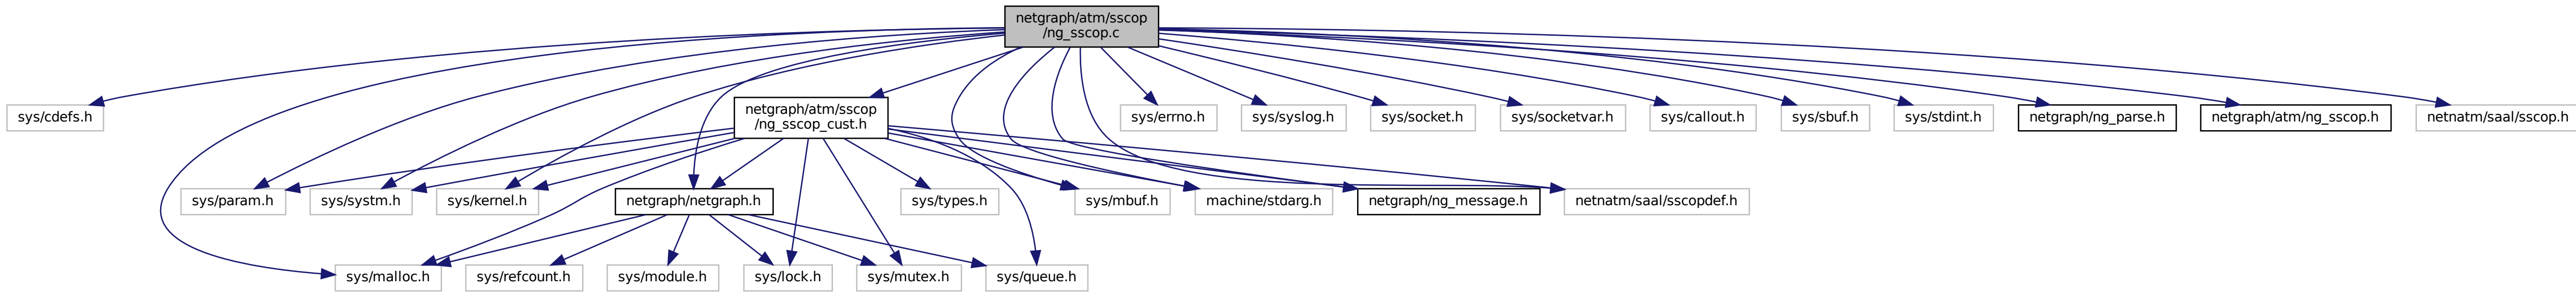 netgraph/atm/sscop
/ng_sscop.c
sys/cdefs.h
netgraph/atm/sscop
/ng_sscop_cust.h
sys/errno.h
sys/syslog.h
sys/socket.h
sys/socketvar.h
sys/callout.h
sys/sbuf.h
sys/stdint.h
netgraph/ng_parse.h
netgraph/atm/ng_sscop.h
netnatm/saal/sscop.h
sys/param.h
sys/systm.h
sys/kernel.h
netgraph/netgraph.h
sys/types.h
sys/mbuf.h
machine/stdarg.h
netgraph/ng_message.h
netnatm/saal/sscopdef.h
sys/malloc.h
sys/refcount.h
sys/module.h
sys/lock.h
sys/mutex.h
sys/queue.h